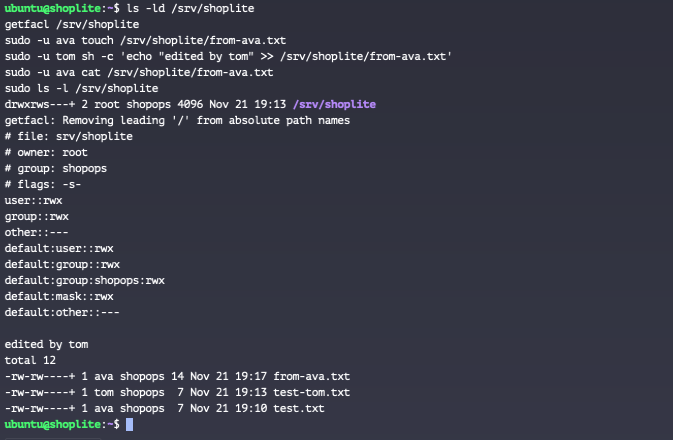 ubuntu@shoplite:~$ ls -ld /srv/shoplite
getfacl /srv/shoplite
sudo -u ava touch /srv/shoplite/from-ava.txt
sudo -u tom sh -c 'echo "edited by tom" >> /srv/shoplite/from-ava.txt'
sudo -u ava cat /srv/shoplite/from-ava.txt
sudo ls -l /srv/shoplite
drwxrws---+ 2 root shopops 4096 Nov 21 19:13 /srv/shoplite
getfacl: Removing leading '/' from absolute path names
# file: srv/shoplite
# owner: root
# group: shopops
# flags: -s-
user::rwx
group::rwx
other::---
default:user::rwx
default:group::rwx
default:group:shopops:rwx
default:mask::rwx
default:other::---

edited by tom
total 12
-rw-rw----+ 1 ava shopops 14 Nov 21 19:17 from-ava.txt
-rw-rw----+ 1 tom shopops  7 Nov 21 19:13 test-tom.txt
-rw-rw----+ 1 ava shopops  7 Nov 21 19:10 test.txt
ubuntu@shoplite:~$